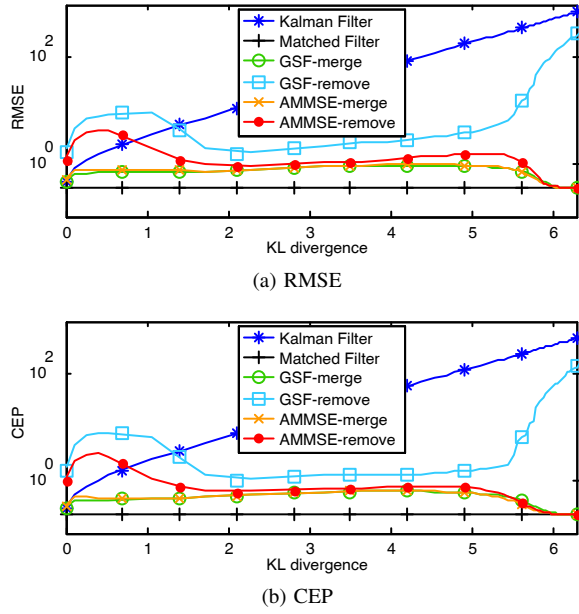 Kalman Filter
Matched Filter
GSF-merge
GSF-remove
AMMSE-merge
AMMSE-remove
10^2
10^0
RMSE
0 1 2 3 4 5 6
KL divergence
(a) RMSE
Kalman Filter
Matched Filter
GSF-merge
GSF-remove
AMMSE-merge
AMMSE-remove
10^2
10^0
CEP
0 1 2 3 4 5 6
KL divergence
(b) CEP